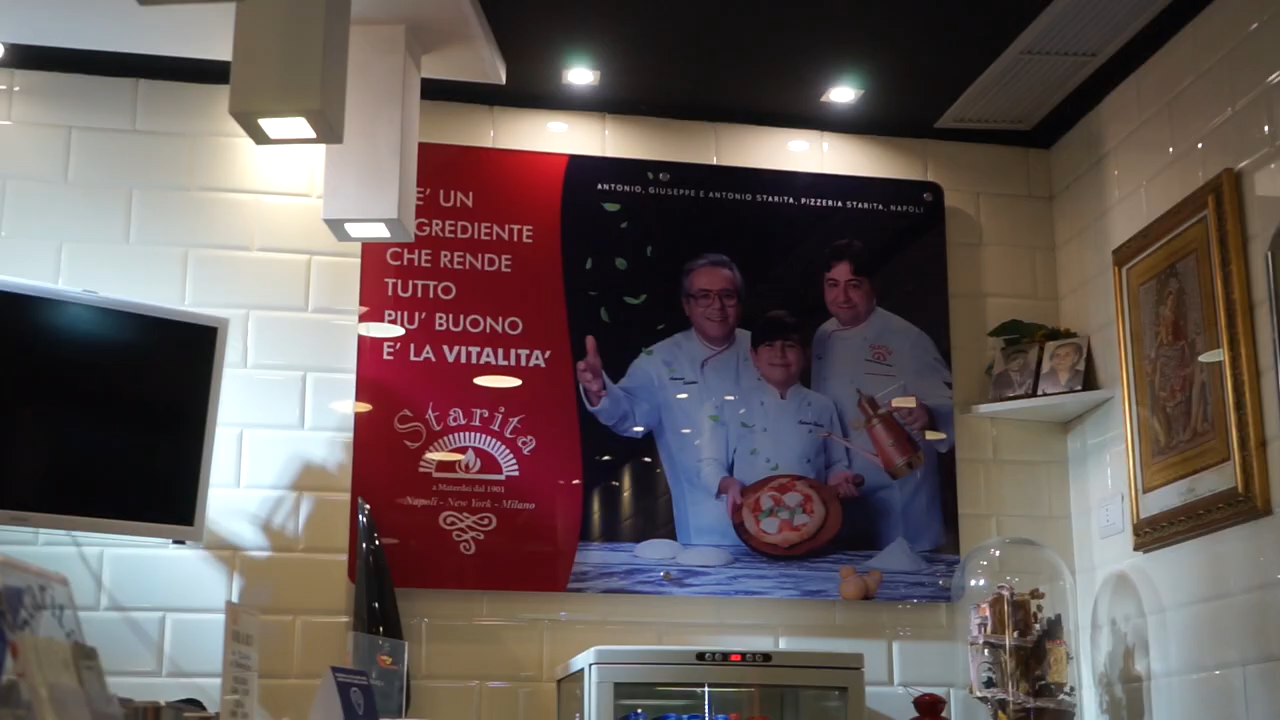 E' UN
GREDIENTE
CHE RENDE
TUTTO
PIU' BUONO
E' LA VITALITA'
Starita
a Materdei dal 1901
Napoli - New York - Milano
ANTONIO, GIUSEPPE E ANTONIO STARITA, PIZZERIA STARITA, NAPOLI